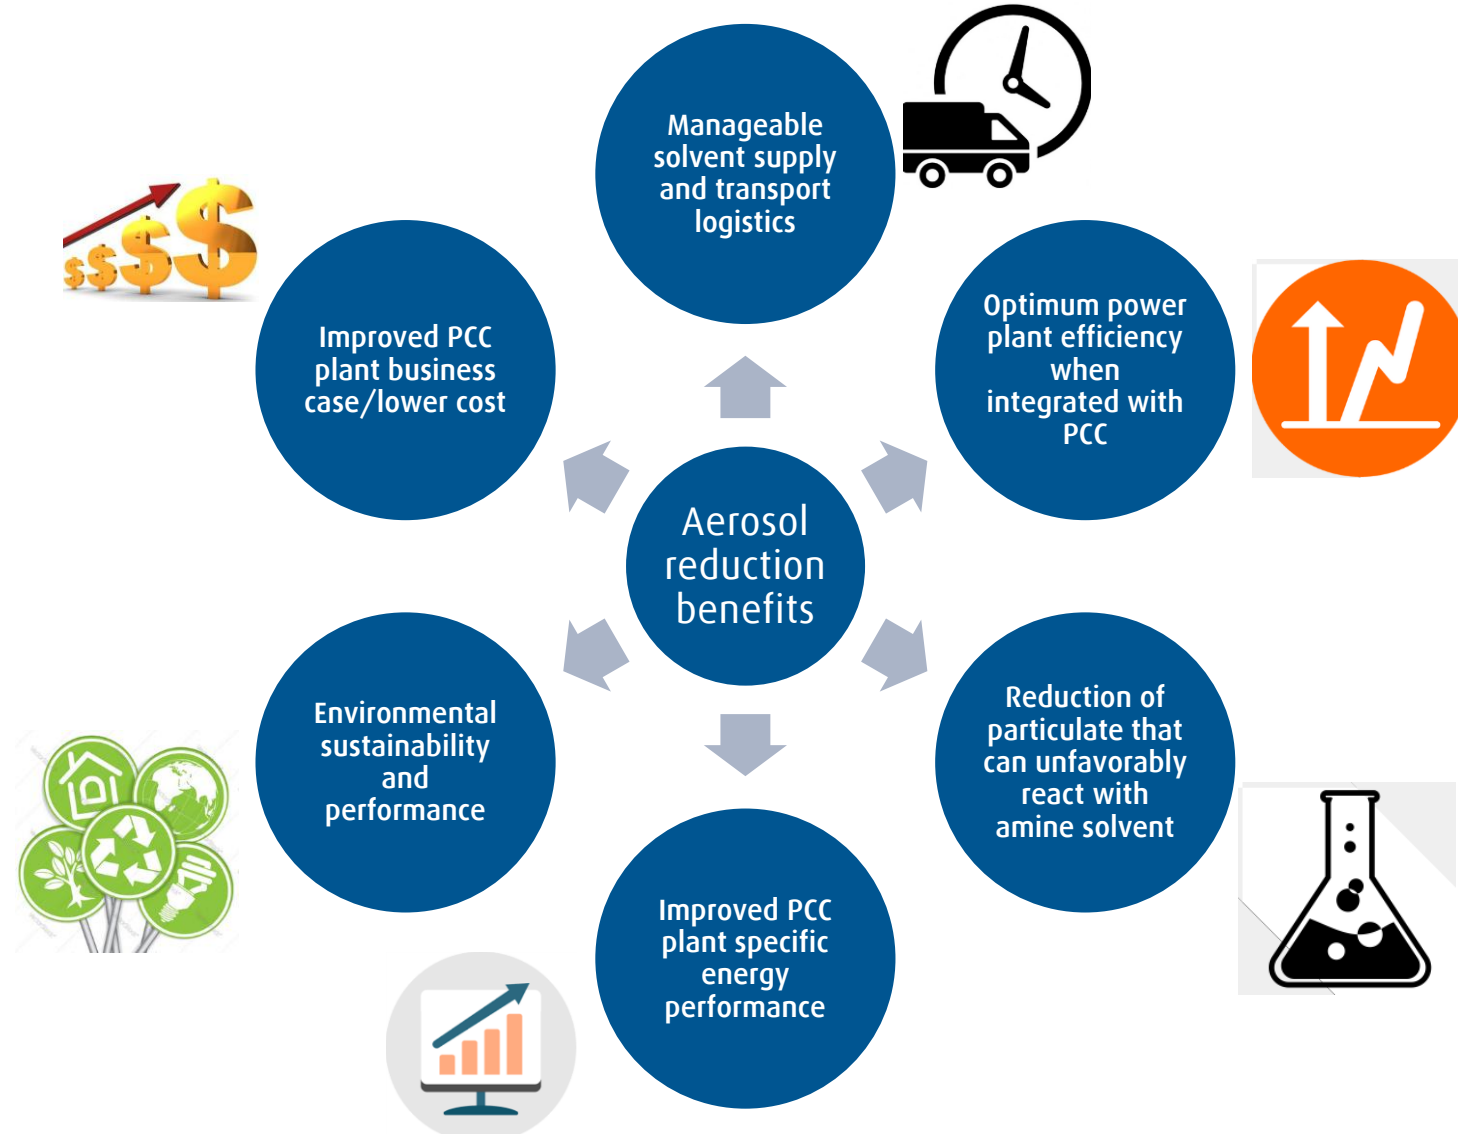 Manageable
solvent supply
and transport
logistics
Optimum power
plant efficiency
when
integrated with
PCC
Reduction of
particulate that
can unfavorably
react with
amine solvent
Improved PCC
plant specific
energy
performance
Environmental
sustainability
and
performance
Improved PCC
plant business
case/lower cost
Aerosol
reduction
benefits